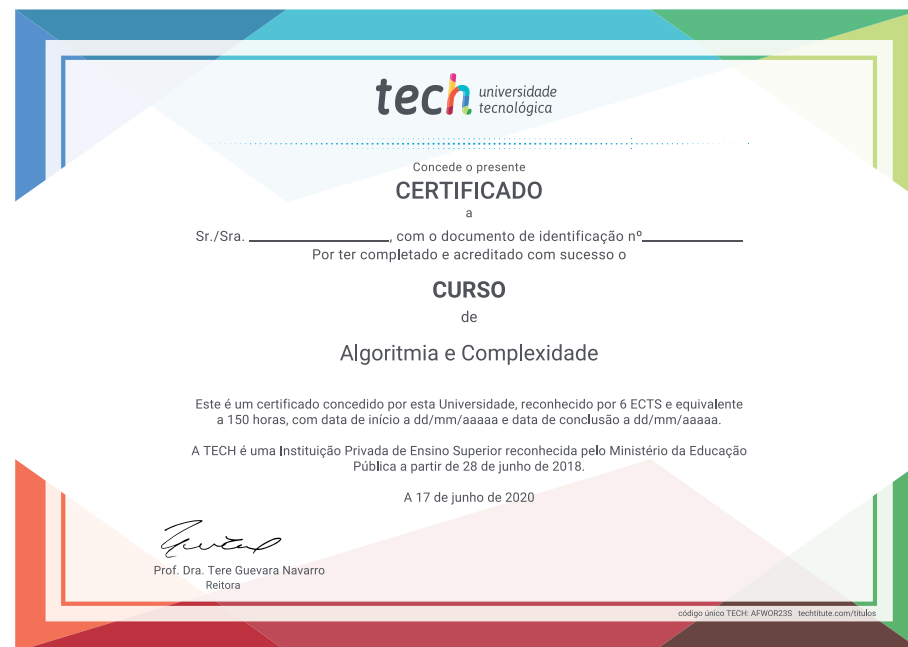 tech universidade
tecnológica
Concede o presente
CERTIFICADO
a
Sr./Sra. ________________, com o documento de identificação nº____________
Por ter completado e acreditado com sucesso o
CURSO
de
Algoritmia e Complexidade
Este é um certificado concedido por esta Universidade, reconhecido por 6 ECTS e equivalente
a 150 horas, com data de início a dd/mm/aaaaa e data de conclusão a dd/mm/aaaaa.
A TECH é uma Instituição Privada de Ensino Superior reconhecida pelo Ministério da Educação
Pública a partir de 28 de junho de 2018.
A 17 de junho de 2020
Prof. Dra. Tere Guevara Navarro
Reitora
código único TECH: AFWOR23S techtitute.com/titulos